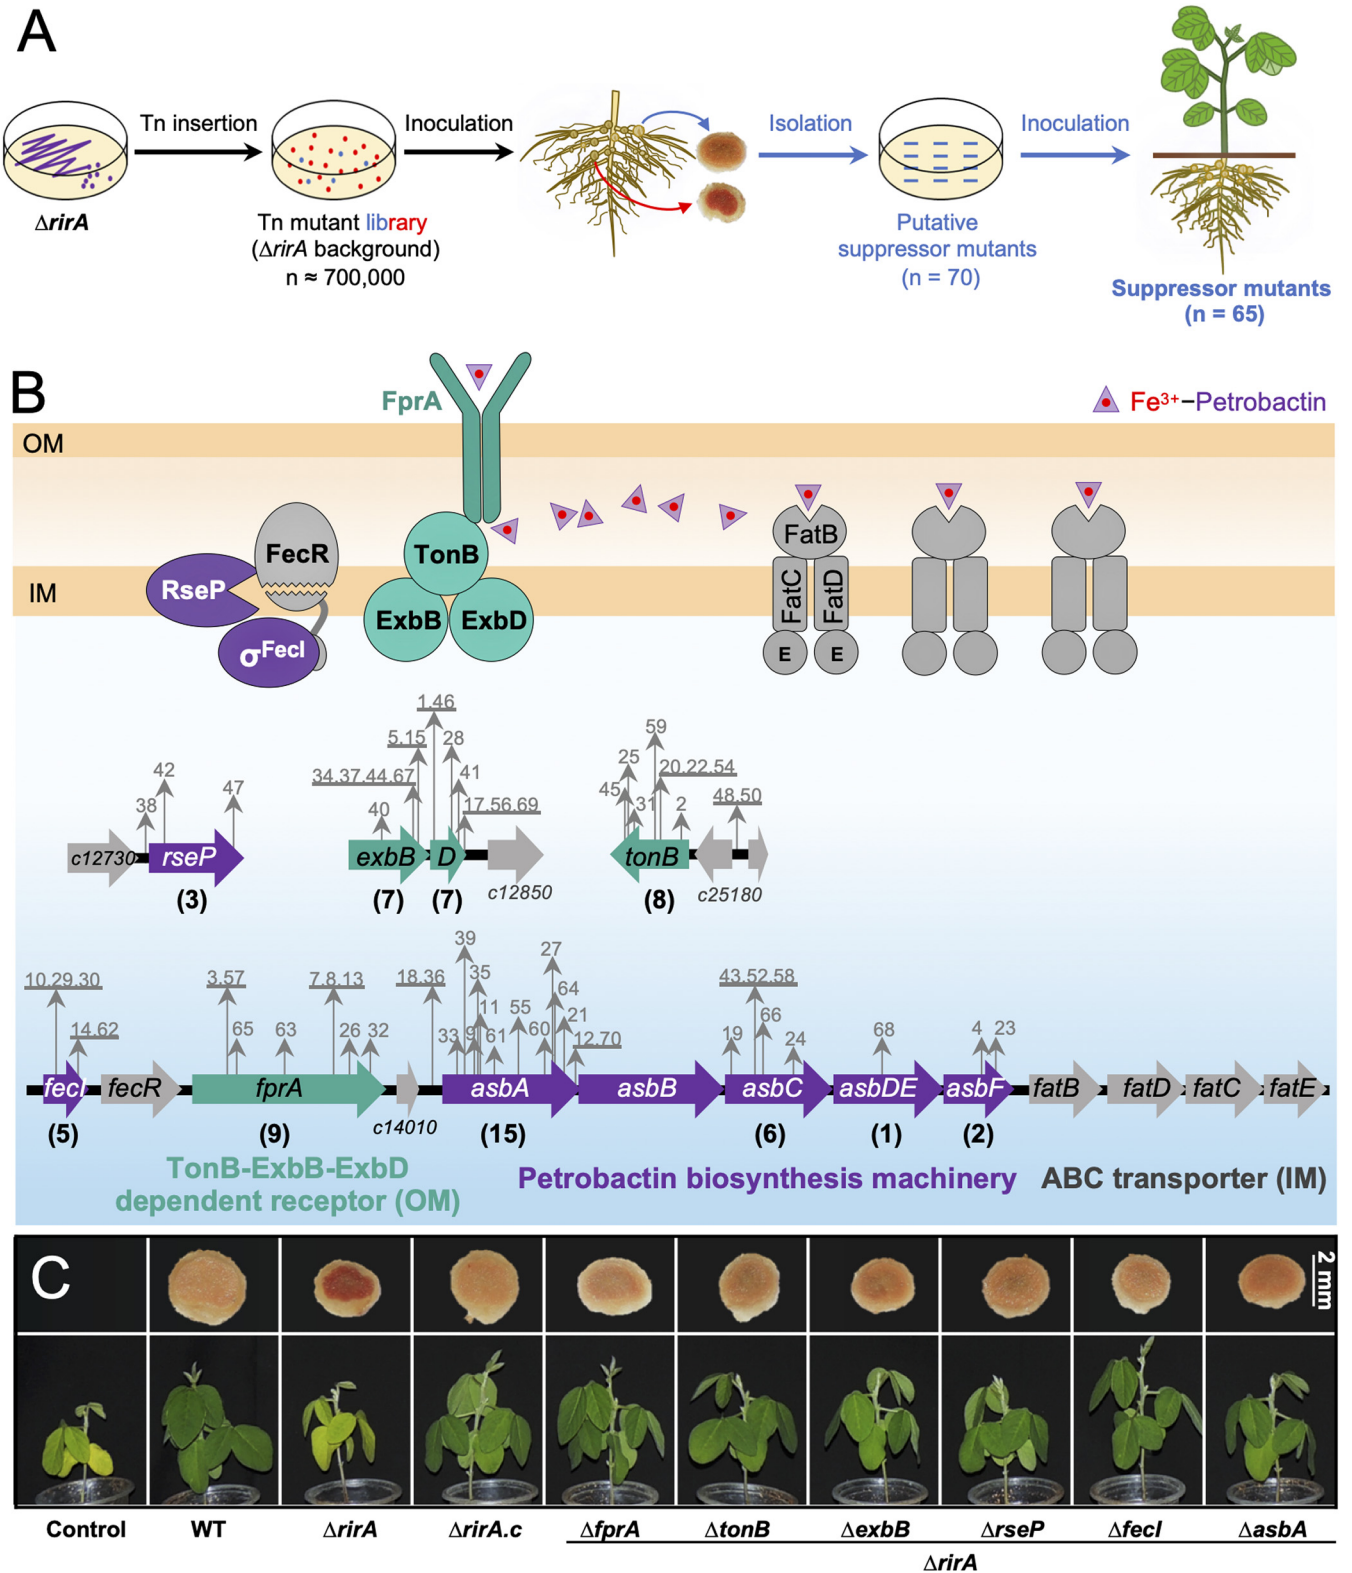 A
Tn insertion
Inoculation
Isolation
Inoculation
ΔrirA
Tn mutant library
(ΔrirA background)
n ≈ 700,000
Putative
suppressor mutants
(n = 70)
Suppressor mutants
(n = 65)
B
FprA
Fe3+–Petrobactin
OM
FecR
TonB
FatB
RseP
IM
ExbB
ExbD
FatC
FatD
σFecI
E
E
1.46
5.15
28
59
20.22.54
25
34.37.44.67
41
42
47
45
48.50
38
40
17.56.69
31
2
c12730
rseP
exbB
D
c12850
tonB
c25180
(3)
(7)
(7)
(8)
39
27
10.29.30
3.57
7.8.13
18.36
35
43.52.58
64
14.62
65
63
26
32
33
9
11
61
55
60
21
12.70
19
66
24
68
4
23
fecI
fecR
fprA
c14010
asbA
asbB
asbC
asbDE
asbF
fatB
fatD
fatC
fatE
(5)
(9)
(15)
(6)
(1)
(2)
TonB-ExbB-ExbD
dependent receptor (OM)
Petrobactin biosynthesis machinery
ABC transporter (IM)
C
2 mm
Control
WT
ΔrirA
ΔrirA.c
ΔfprA
ΔtonB
ΔexbB
ΔrseP
ΔfecI
ΔasbA
ΔrirA